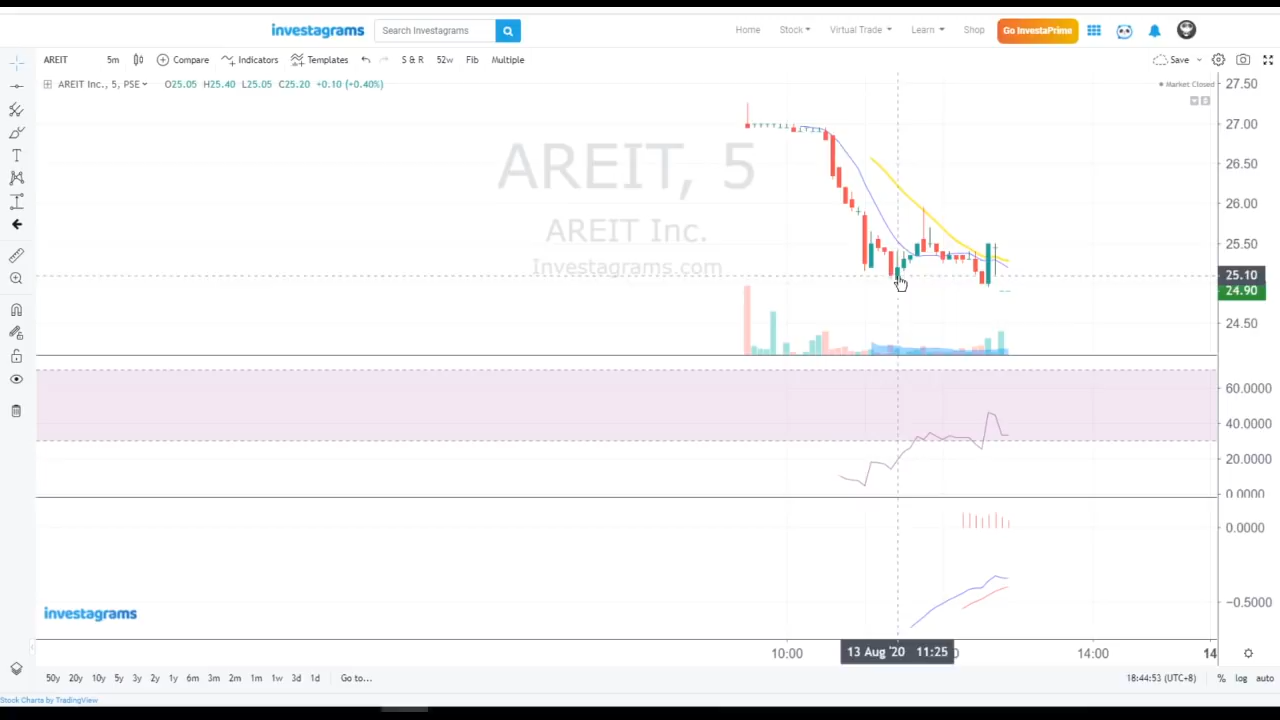 investagrams Search Investagrams Home Stock Virtual Trade Learn Shop Go InvestaPrime
AREIT 5m Compare Indicators Templates S & R 52w Fib Multiple Save
AREIT Inc., 5, PSE O25.05 H25.40 L25.05 C25.20 +0.10 (+0.40%) Market Closed
27.50
27.00
26.50
26.00
25.50
25.10
24.90
24.50
AREIT, 5
AREIT Inc.
Investagrams.com
60.0000
40.0000
20.0000
0.0000
0.0000
−0.5000
investagrams
10:00 13 Aug '20 11:25 14:00 14
50y 20y 10y 5y 3y 2y 1y 6m 3m 2m 1m 1w 3d 1d Go to... 18:44:53 (UTC+8) % log auto
Stock Charts by TradingView